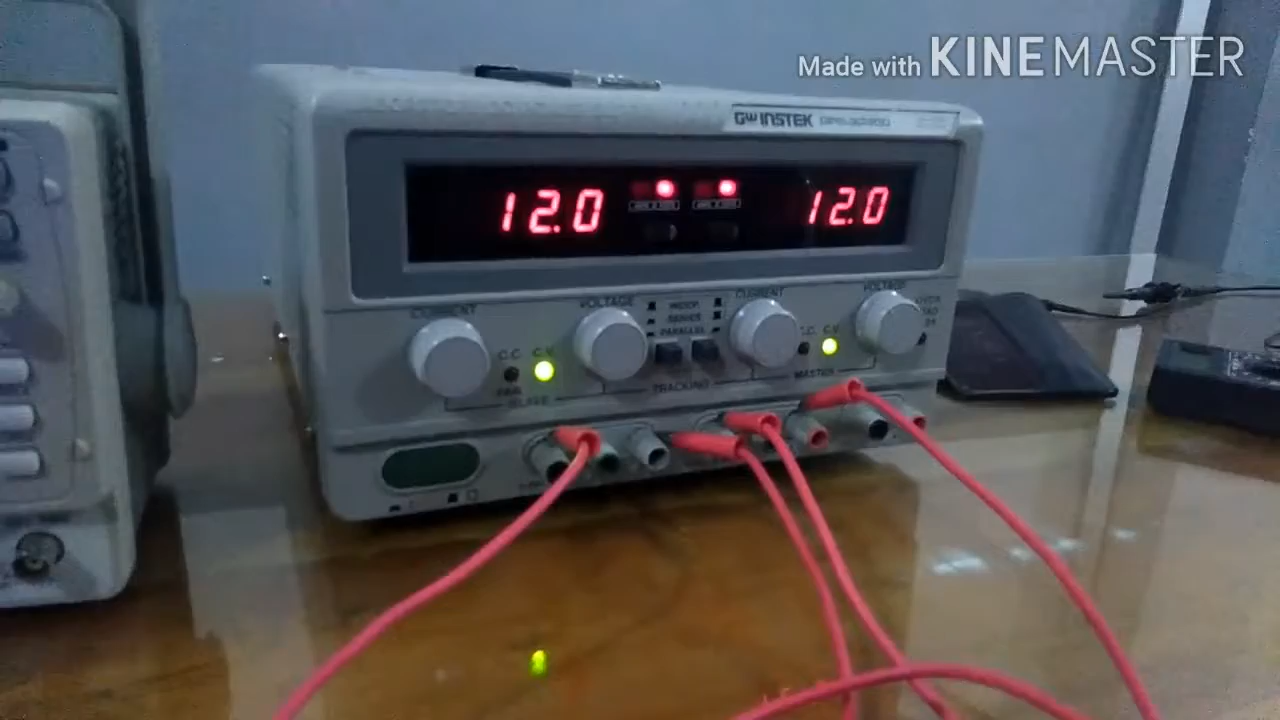 Made with KINEMASTER
GW INSTEK
12.0 12.0
CURRENT VOLTAGE INDEP CURRENT VOLTAGE
SERIES
PARALLEL
C.C. C.V. C.C. C.V.
TRACKING MASTER
SLAVE